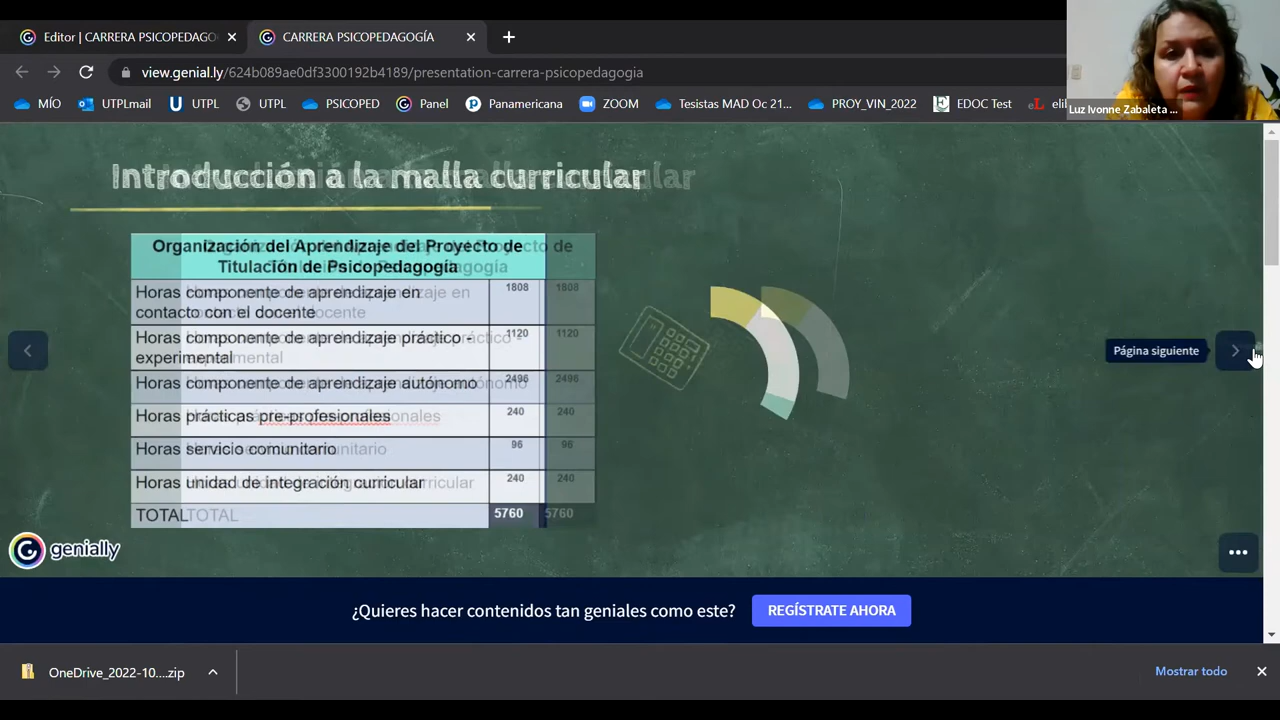 Editor | CARRERA PSICOPEDAGO
CARRERA PSICOPEDAGOGÍA
view.genial.ly/624b089ae0df3300192b4189/presentation-carrera-psicopedagogia
MÍO
UTPLmail
UTPL
UTPL
PSICOPED
Panel
Panamericana
ZOOM
Tesistas MAD Oc 21...
PROY_VIN_2022
EDOC Test
Luz Ivonne Zabaleta ...
Introducción a la malla curricular
Organización del Aprendizaje del Proyecto de
Titulación de Psicopedagogía
Horas componente de aprendizaje en 1808
contacto con el docente
Horas componente de aprendizaje práctico - 1120
experimental
Horas componente de aprendizaje autónomo 2496
Horas prácticas pre-profesionales 240
Horas servicio comunitario 96
Horas unidad de integración curricular 240
TOTAL 5760
Página siguiente
genially
¿Quieres hacer contenidos tan geniales como este?
REGÍSTRATE AHORA
OneDrive_2022-10....zip
Mostrar todo